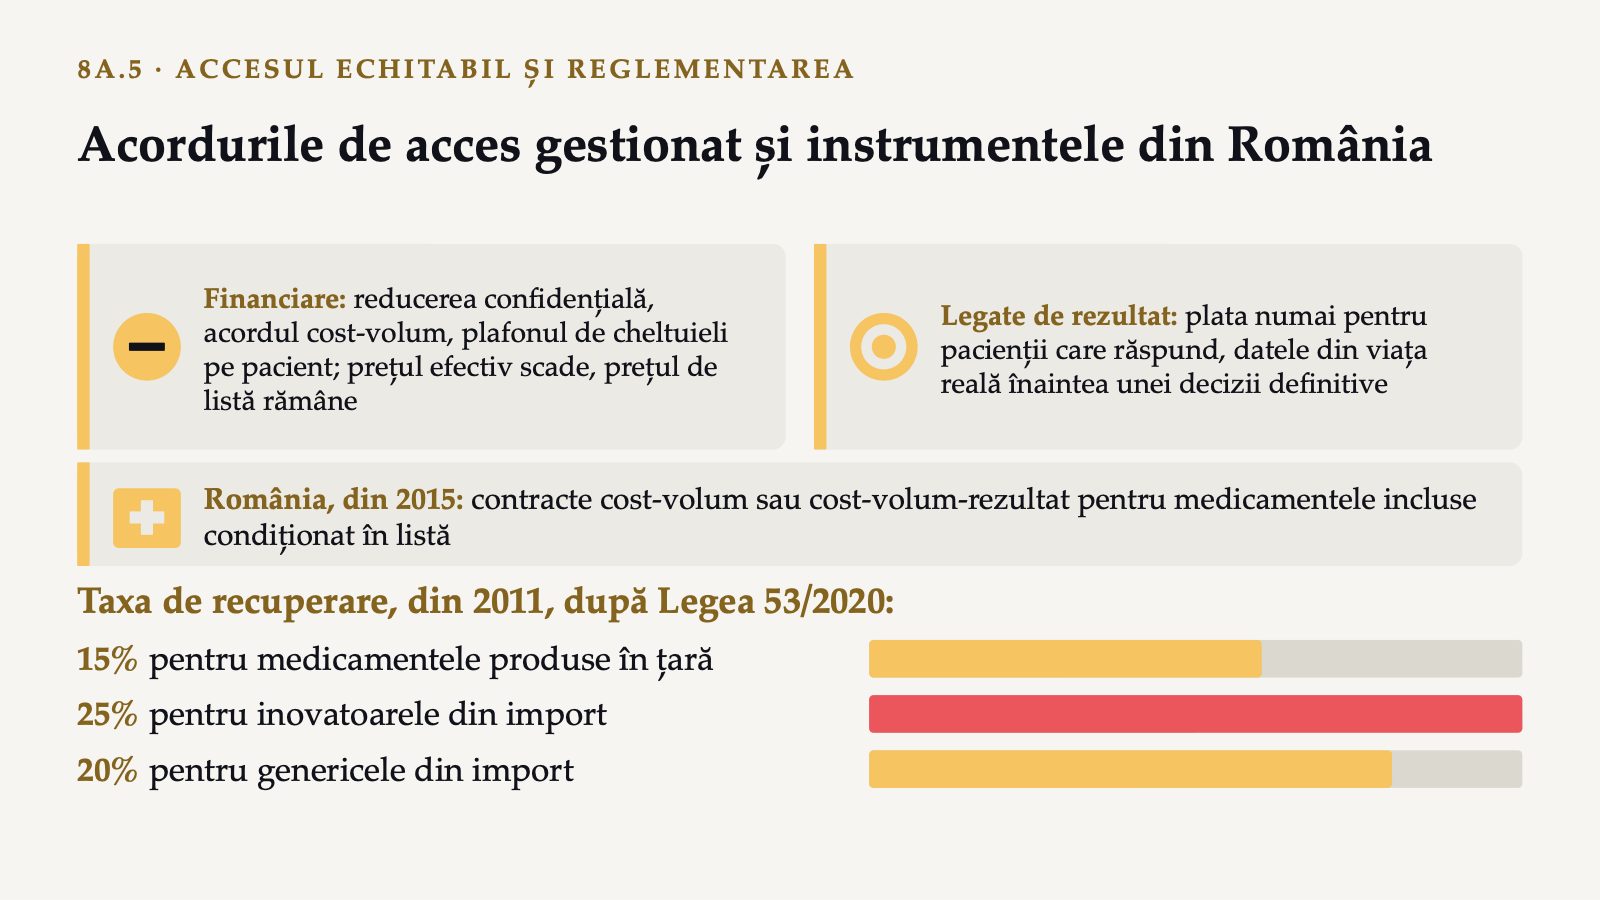 8A.5 · ACCESUL ECHITABIL ȘI REGLEMENTAREA
Acordurile de acces gestionat și instrumentele din România
Financiare: reducerea confidențială,
acordul cost-volum, plafonul de cheltuieli
pe pacient; prețul efectiv scade, prețul de
listă rămâne
Legate de rezultat: plata numai pentru
pacienții care răspund, datele din viața
reală înaintea unei decizii definitive
România, din 2015: contracte cost-volum sau cost-volum-rezultat pentru medicamentele incluse
condiționat în listă
Taxa de recuperare, din 2011, după Legea 53/2020:
15% pentru medicamentele produse în țară
25% pentru inovatoarele din import
20% pentru genericele din import